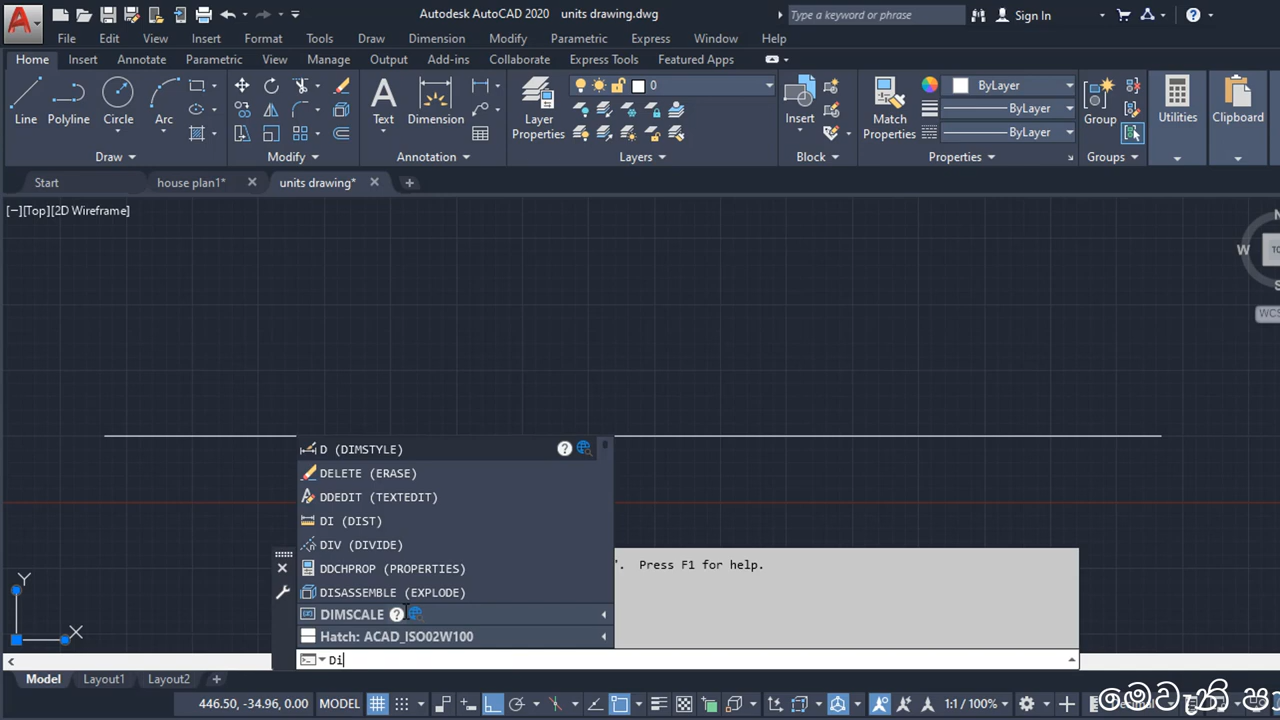 Autodesk AutoCAD 2020 units drawing.dwg
Type a keyword or phrase
Sign In
File Edit View Insert Format Tools Draw Dimension Modify Parametric Express Window Help
Home Insert Annotate Parametric View Manage Output Add-ins Collaborate Express Tools Featured Apps
0
ByLayer
ByLayer
ByLayer
Line Polyline Circle Arc
Text Dimension
Layer Properties
Insert
Match Properties
Group
Utilities
Clipboard
Draw Modify Annotation Layers Block Properties Groups
Start house plan1* units drawing*
[−][Top][2D Wireframe]
N
W
TO
S
WCS
D (DIMSTYLE)
DELETE (ERASE)
DDEDIT (TEXTEDIT)
DI (DIST)
DIV (DIVIDE)
DDCHPROP (PROPERTIES)
DISASSEMBLE (EXPLODE)
DIMSCALE
Hatch: ACAD_ISO02W100
. Press F1 for help.
Y
X
Di
Model Layout1 Layout2
446.50, -34.96, 0.00 MODEL
1:1 / 100%
මෙවැනි පා